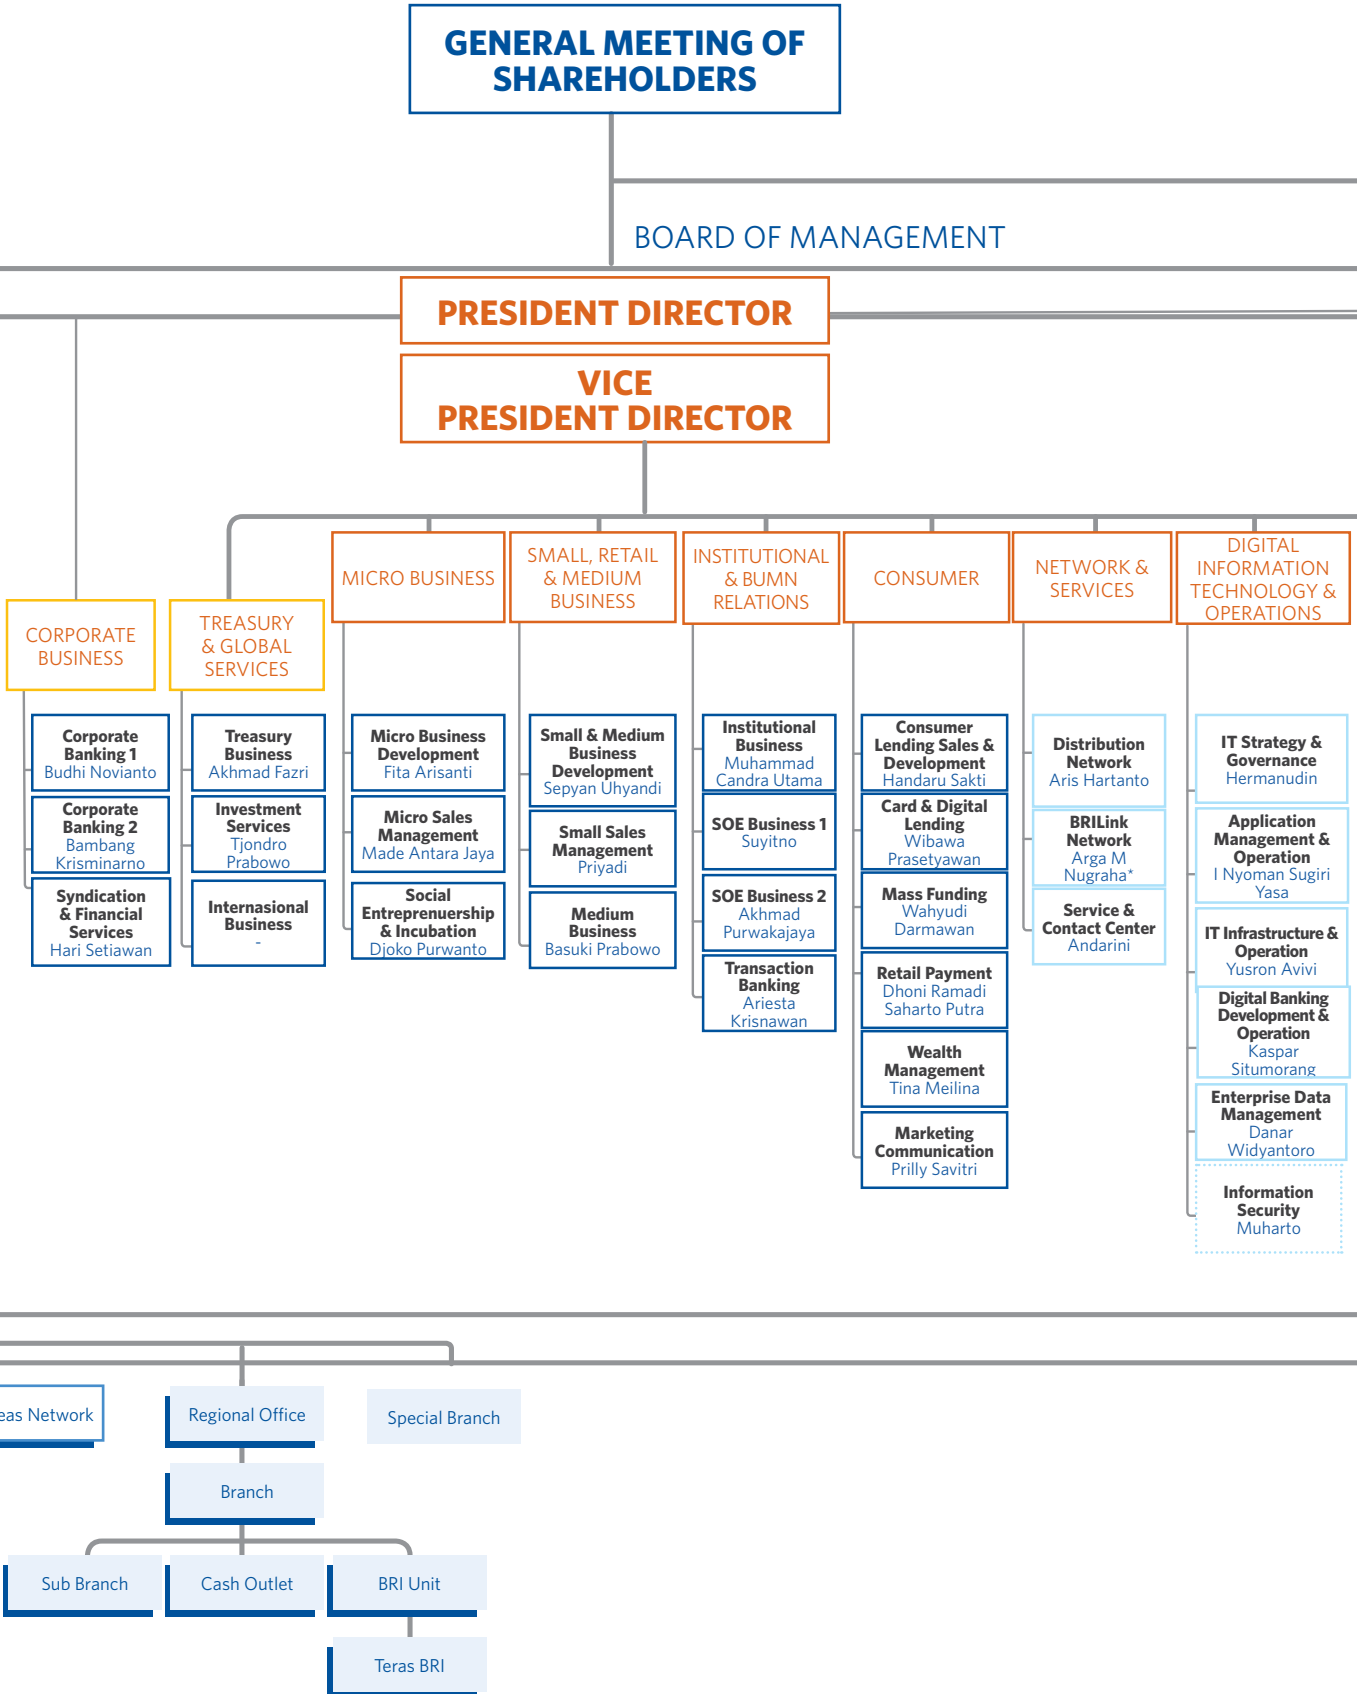 GENERAL MEETING OF
SHAREHOLDERS
BOARD OF MANAGEMENT
PRESIDENT DIRECTOR
VICE
PRESIDENT DIRECTOR
CORPORATE
BUSINESS
Corporate
Banking 1
Budhi Novianto
Corporate
Banking 2
Bambang
Krisminarno
Syndication
& Financial
Services
Hari Setiawan
TREASURY
& GLOBAL
SERVICES
Treasury
Business
Akhmad Fazri
Investment
Services
Tjondro
Prabowo
Internasional
Business
-
MICRO BUSINESS
Micro Business
Development
Fita Arisanti
Micro Sales
Management
Made Antara Jaya
Social
Entreprenuership
& Incubation
Djoko Purwanto
SMALL, RETAIL
& MEDIUM
BUSINESS
Small & Medium
Business
Development
Sepyan Uhyandi
Small Sales
Management
Priyadi
Medium
Business
Basuki Prabowo
INSTITUTIONAL
& BUMN
RELATIONS
Institutional
Business
Muhammad
Candra Utama
SOE Business 1
Suyitno
SOE Business 2
Akhmad
Purwakajaya
Transaction
Banking
Ariesta
Krisnawan
CONSUMER
Consumer
Lending Sales &
Development
Handaru Sakti
Card & Digital
Lending
Wibawa
Prasetyawan
Mass Funding
Wahyudi
Darmawan
Retail Payment
Dhoni Ramadi
Saharto Putra
Wealth
Management
Tina Meilina
Marketing
Communication
Prilly Savitri
NETWORK &
SERVICES
Distribution
Network
Aris Hartanto
BRILink
Network
Arga M
Nugraha*
Service &
Contact Center
Andarini
DIGITAL
INFORMATION
TECHNOLOGY &
OPERATIONS
IT Strategy &
Governance
Hermanudin
Application
Management &
Operation
I Nyoman Sugiri
Yasa
IT Infrastructure &
Operation
Yusron Avivi
Digital Banking
Development &
Operation
Kaspar
Situmorang
Enterprise Data
Management
Danar
Widyantoro
Information
Security
Muharto
eas Network
Regional Office
Special Branch
Branch
Sub Branch
Cash Outlet
BRI Unit
Teras BRI